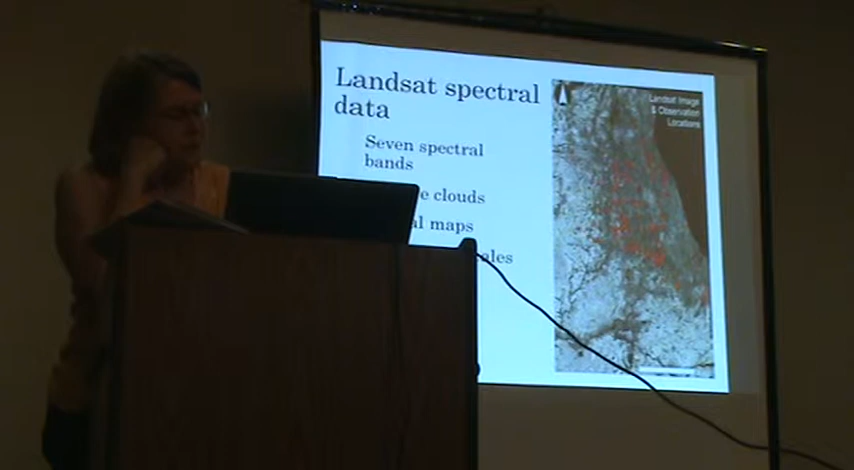 Landsat spectral
data
Seven spectral
bands
clouds
maps
Landsat Image
& Observation
Locations